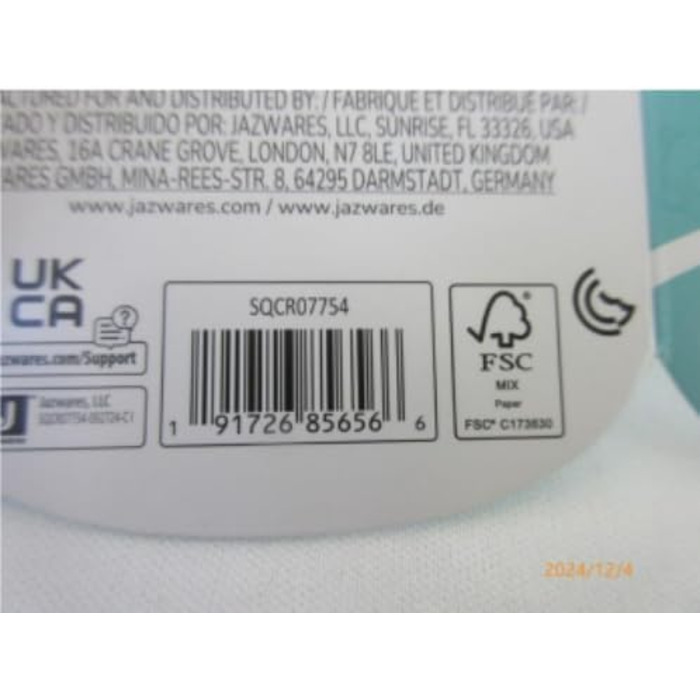 ACTURED FOR AND DISTRIBUTED BY: / FABRIQUÉ ET DISTRIBUÉ PAR: /
ADO Y DISTRIBUIDO POR: JAZWARES, LLC, SUNRISE, FL 33326, USA
WARES, 16A CRANE GROVE, LONDON, N7 8LE, UNITED KINGDOM
ARES GMBH, MINA-REES-STR. 8, 64295 DARMSTADT, GERMANY
www.jazwares.com / www.jazwares.de
UK
CA
?
zwares.com/Support
Jazwares, LLC
SQCR07754
1 91726 85656 6
®
FSC
MIX
Paper
FSC® C173630
2024/12/4